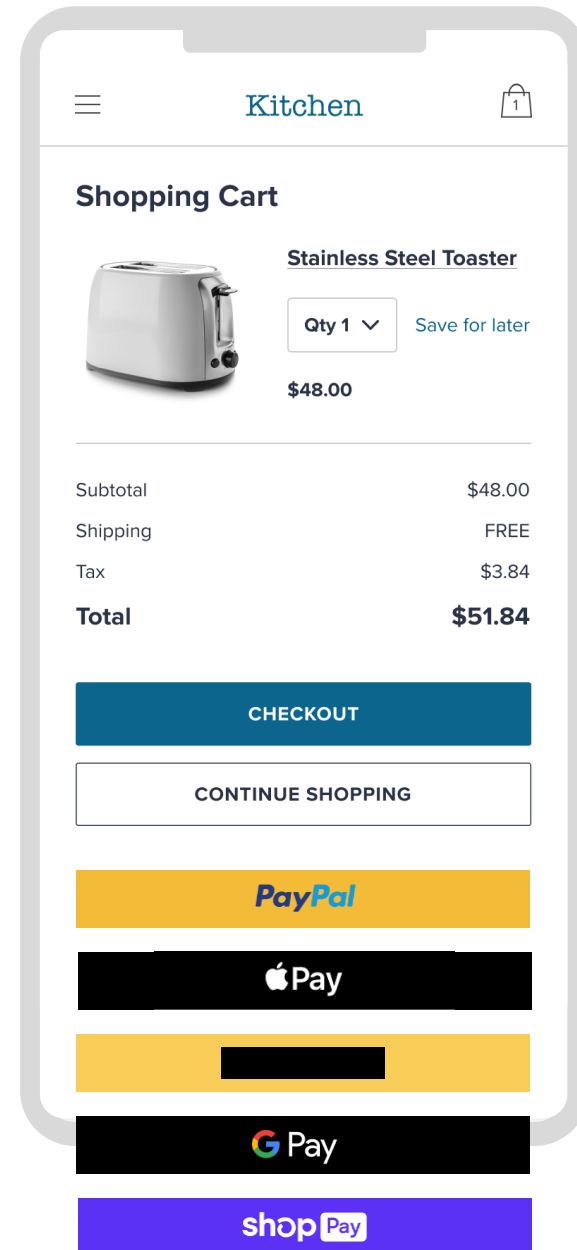 Kitchen
1
Shopping Cart
Stainless Steel Toaster
Qty 1
Save for later
$48.00
Subtotal $48.00
Shipping FREE
Tax $3.84
Total $51.84
CHECKOUT
CONTINUE SHOPPING
PayPal
Pay
G Pay
shop Pay